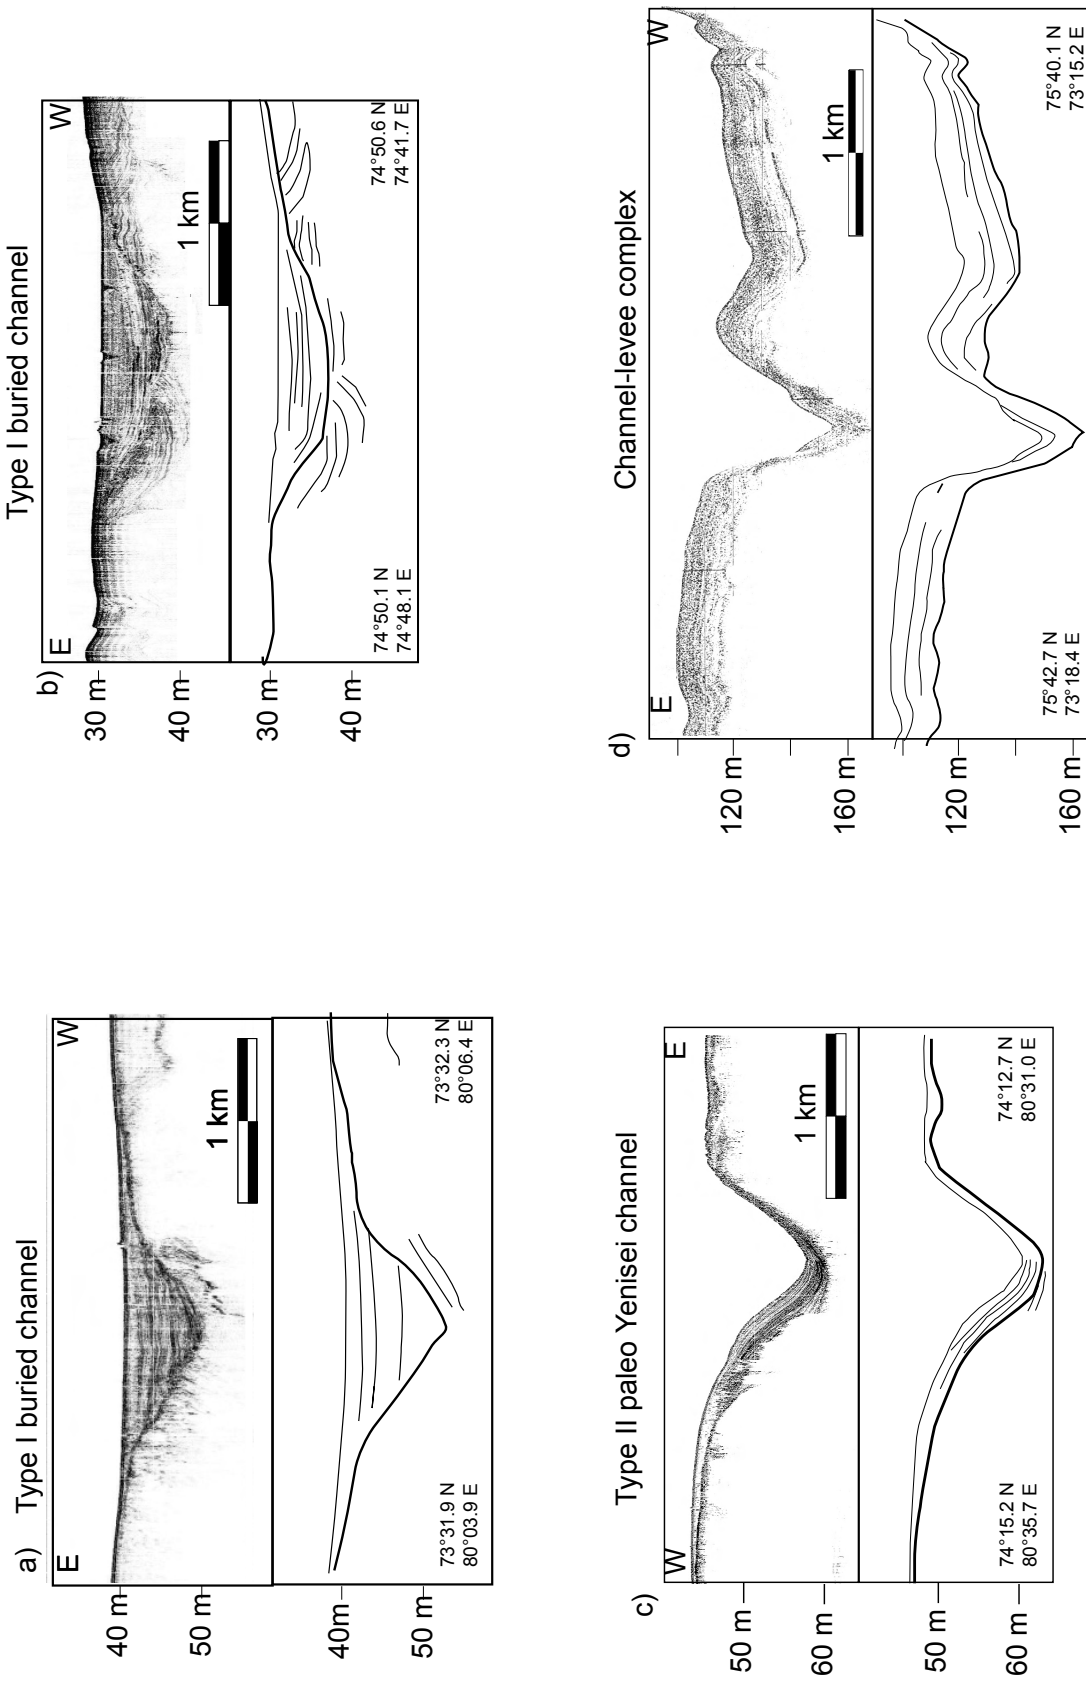 a) Type I buried channel
E
W
40 m
50 m
1 km
40m
50 m
73°31.9 N
80°03.9 E
73°32.3 N
80°06.4 E
b) Type I buried channel
E
W
30 m
40 m
1 km
30 m
40 m
74°50.1 N
74°48.1 E
74°50.6 N
74°41.7 E
c) Type II paleo Yenisei channel
W
E
50 m
60 m
1 km
50 m
60 m
74°15.2 N
80°35.7 E
74°12.7 N
80°31.0 E
d) Channel-levee complex
E
W
120 m
160 m
1 km
120 m
160 m
75°42.7 N
73°18.4 E
75°40.1 N
73°15.2 E